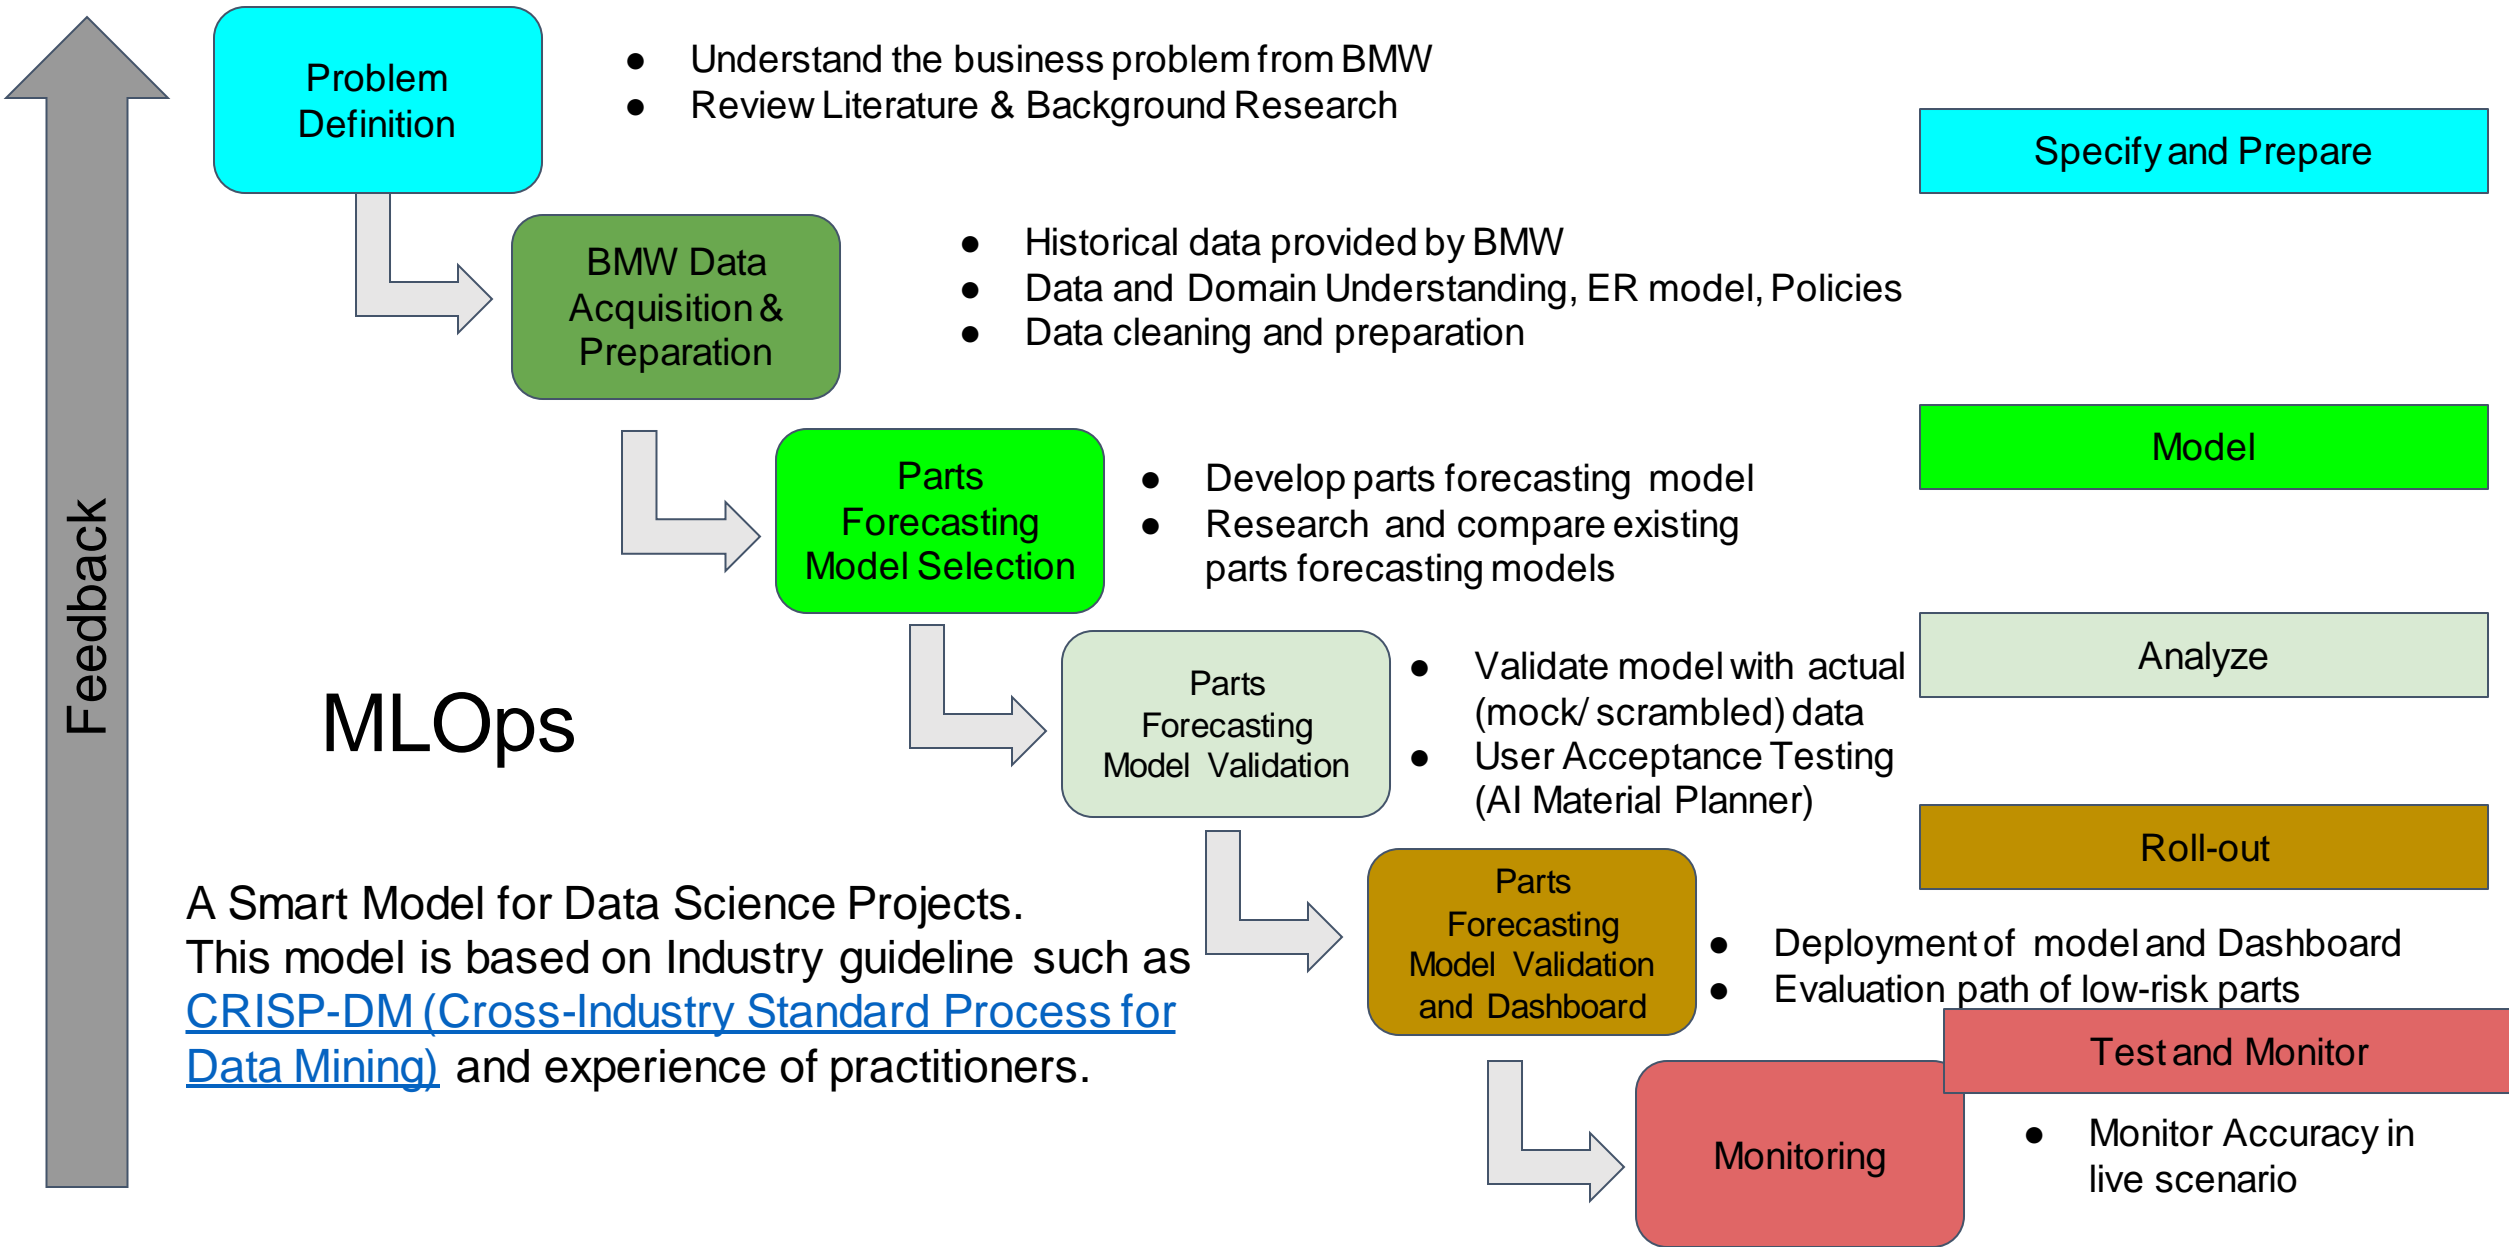 Problem
Definition
● Understand the business problem from BMW
● Review Literature & Background Research
Specify and Prepare
BMW Data
Acquisition &
Preparation
● Historical data provided by BMW
● Data and Domain Understanding, ER model, Policies
● Data cleaning and preparation
Model
Parts
Forecasting
Model Selection
● Develop parts forecasting model
● Research and compare existing
parts forecasting models
Feedback
MLOps
Analyze
Parts
Forecasting
Model Validation
● Validate model with actual
(mock/ scrambled) data
● User Acceptance Testing
(AI Material Planner)
Roll-out
Parts
Forecasting
Model Validation
and Dashboard
● Deployment of model and Dashboard
● Evaluation path of low-risk parts
A Smart Model for Data Science Projects.
This model is based on Industry guideline such as
CRISP-DM (Cross-Industry Standard Process for
Data Mining) and experience of practitioners.
Test and Monitor
Monitoring
● Monitor Accuracy in
live scenario